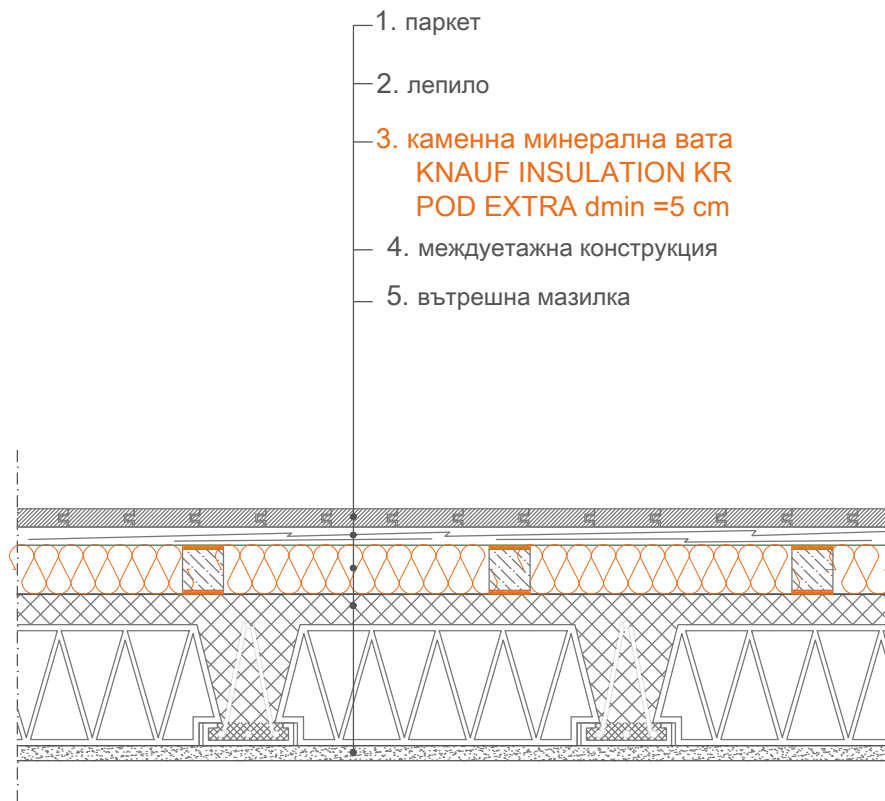 1. паркет
2. лепило
3. каменна минерална вата
KNAUF INSULATION KR
POD EXTRA dmin =5 cm
4. междуетажна конструкция
5. вътрешна мазилка